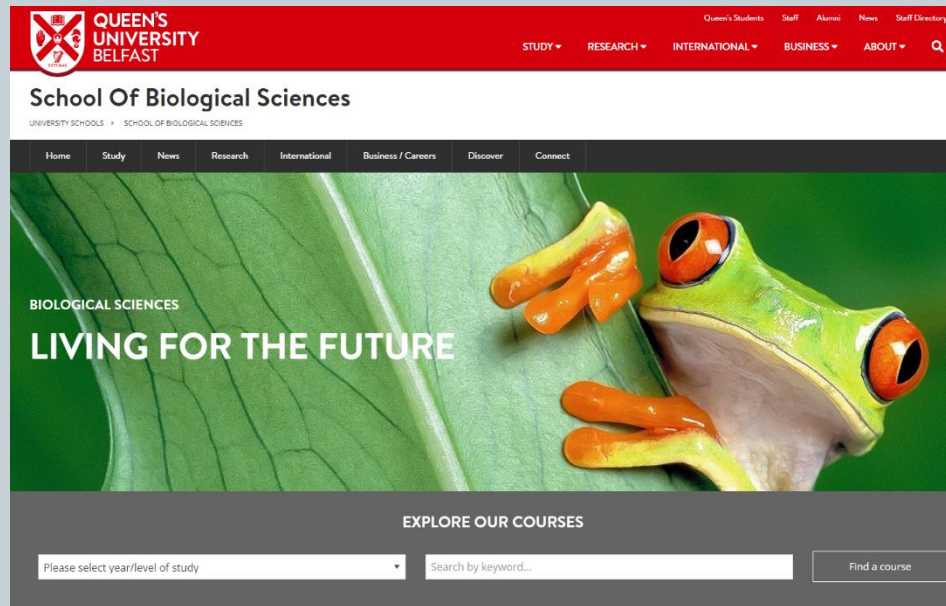 QUEEN'S
UNIVERSITY
BELFAST
Queen's Students Staff Alumni News Staff Directory
STUDY RESEARCH INTERNATIONAL BUSINESS ABOUT
School Of Biological Sciences
UNIVERSITY SCHOOLS SCHOOL OF BIOLOGICAL SCIENCES
Home Study News Research International Business / Careers Discover Connect
BIOLOGICAL SCIENCES
LIVING FOR THE FUTURE
EXPLORE OUR COURSES
Please select year/level of study Search by keyword... Find a course